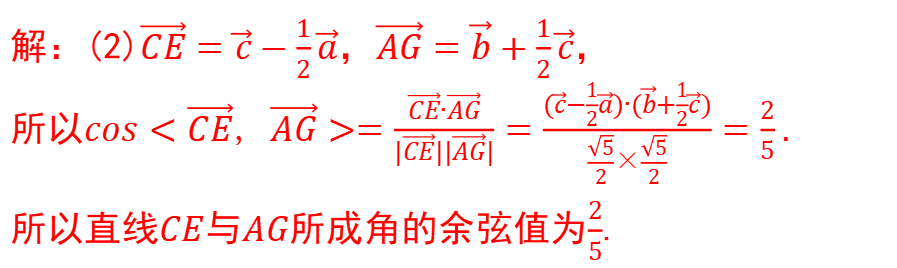 解：(2)$\overrightarrow{CE}=\vec{c}-\frac{1}{2}\vec{a}$，$\overrightarrow{AG}=\vec{b}+\frac{1}{2}\vec{c}$，
所以$cos<\overrightarrow{CE}，\overrightarrow{AG}>=\frac{\overrightarrow{CE}\cdot\overrightarrow{AG}}{|\overrightarrow{CE}||\overrightarrow{AG}|}=\frac{(\vec{c}-\frac{1}{2}\vec{a})\cdot(\vec{b}+\frac{1}{2}\vec{c})}{\frac{\sqrt{5}}{2}\times\frac{\sqrt{5}}{2}}=\frac{2}{5}$.
所以直线$CE$与$AG$所成角的余弦值为$\frac{2}{5}$.